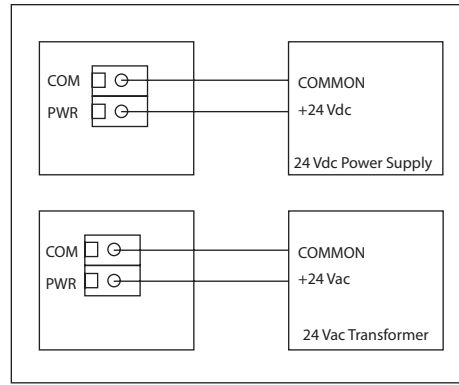 COM
PWR
COMMON
+24 Vdc
24 Vdc Power Supply
COM
PWR
COMMON
+24 Vac
24 Vac Transformer